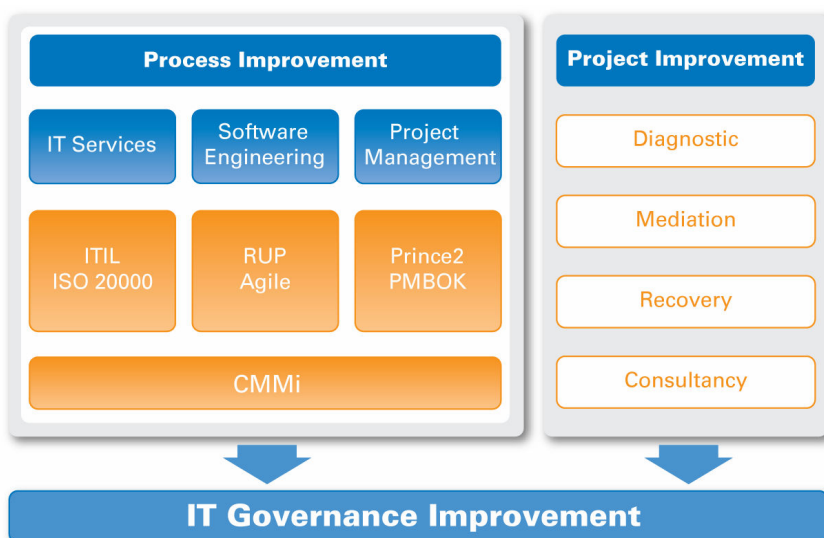 Process Improvement
IT Services
Software
Engineering
Project
Management
ITIL
ISO 20000
RUP
Agile
Prince2
PMBOK
CMMi
Project Improvement
Diagnostic
Mediation
Recovery
Consultancy
IT Governance Improvement